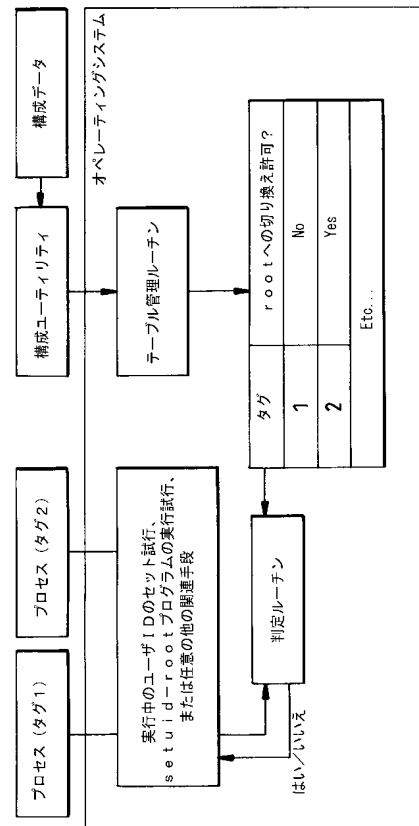 プロセス（タグ1）
プロセス（タグ2）
構成ユーティリティ
構成データ
オペレーティングシステム
実行中のユーザIDのセット試行、
setuid－rootプログラムの実行試行、
または任意の他の関連手段
テーブル管理ルーチン
はい／いいえ
判定ルーチン
タグ rootへの切り換え許可？
1 No
2 Yes
Etc...